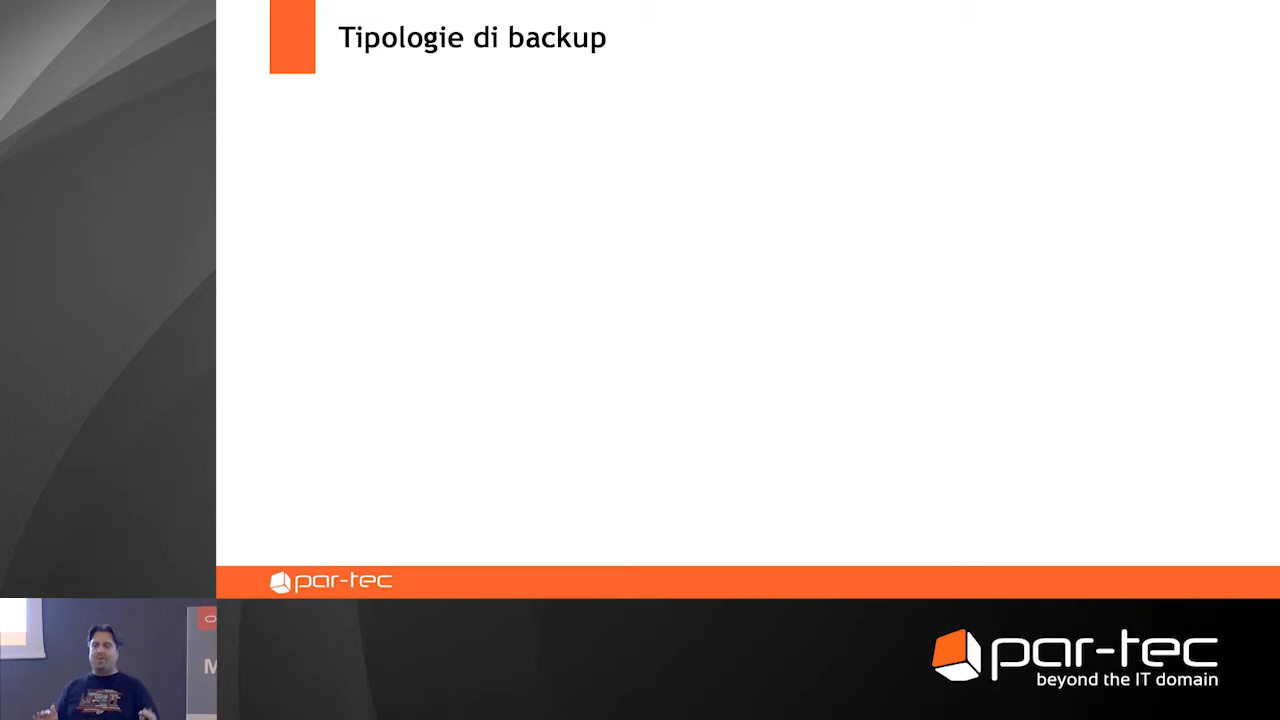 Tipologie di backup
par-tec
O
M
par-tec
beyond the IT domain